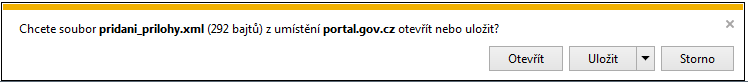 Chcete soubor pridani_prilohy.xml (292 bajtů) z umístění portal.gov.cz otevřít nebo uložit?
Otevřít Uložit Storno